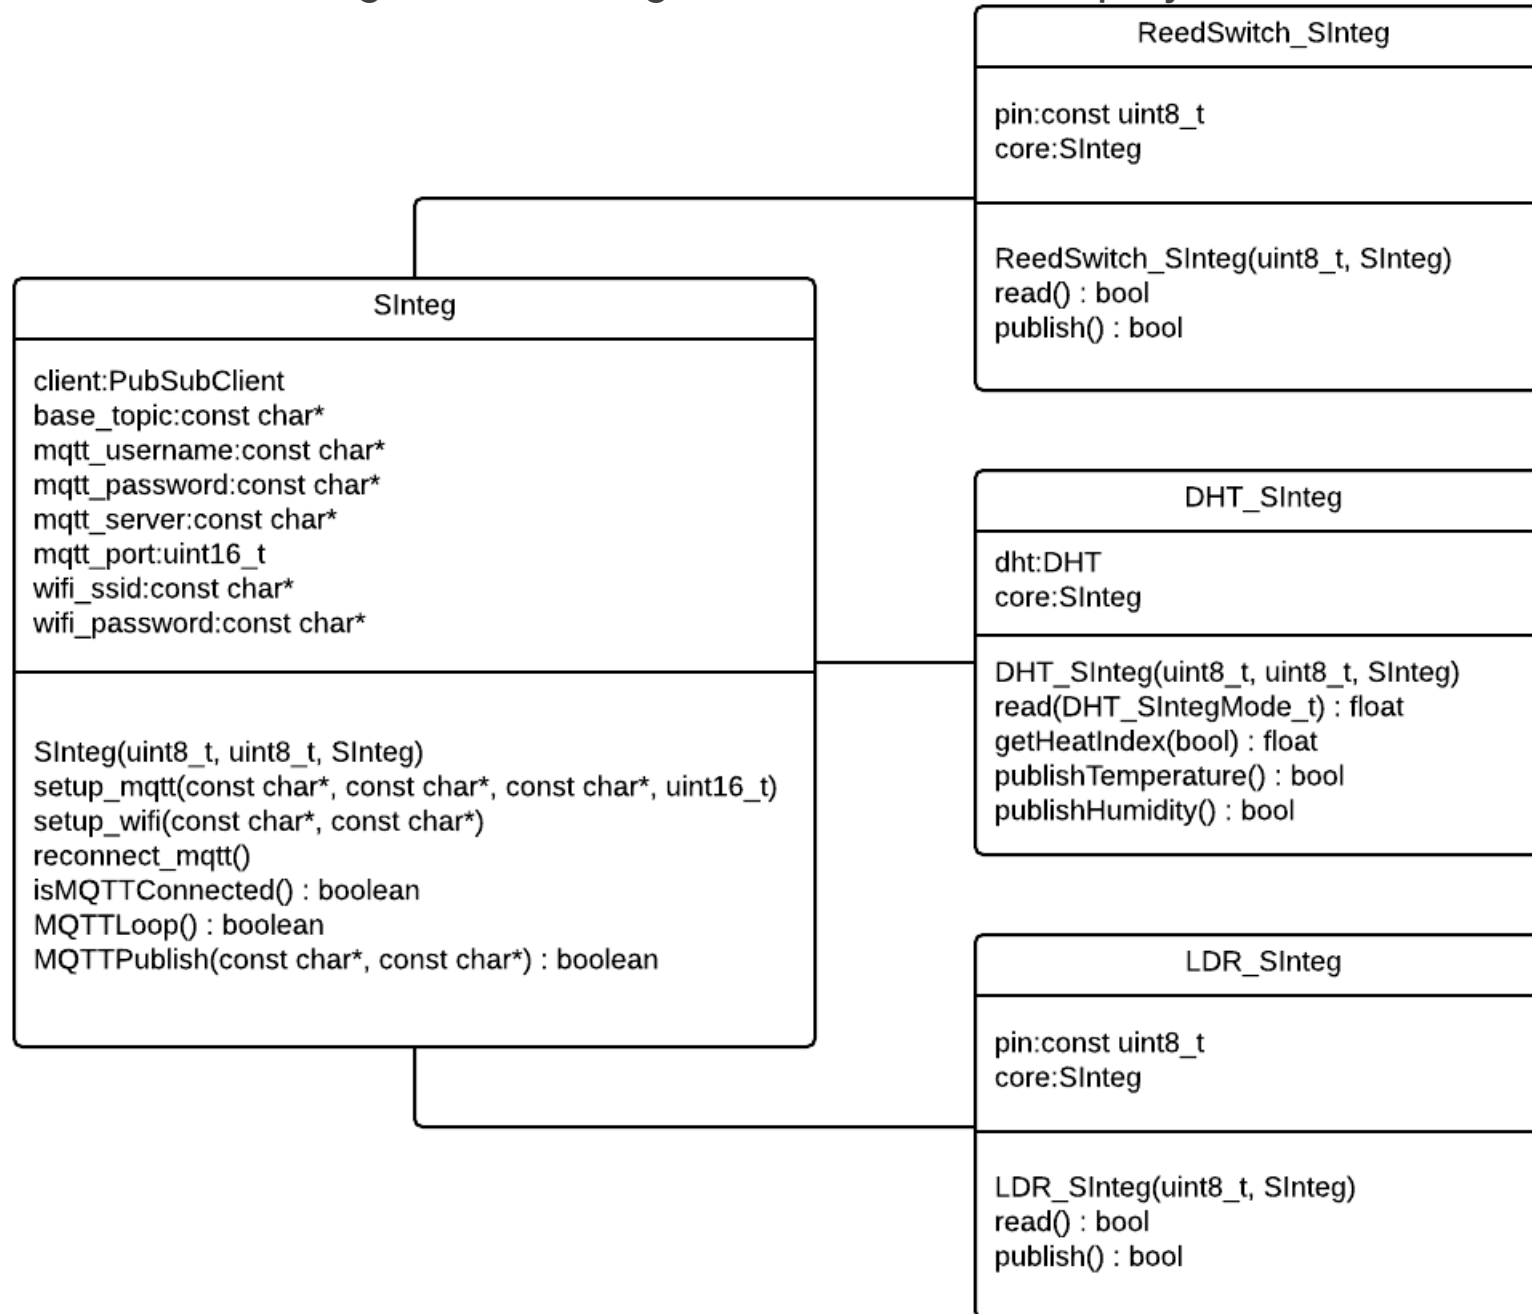 ReedSwitch_SInteg
pin:const uint8_t
core:SInteg
ReedSwitch_SInteg(uint8_t, SInteg)
read() : bool
publish() : bool
SInteg
client:PubSubClient
base_topic:const char*
mqtt_username:const char*
mqtt_password:const char*
mqtt_server:const char*
mqtt_port:uint16_t
wifi_ssid:const char*
wifi_password:const char*
SInteg(uint8_t, uint8_t, SInteg)
setup_mqtt(const char*, const char*, const char*, uint16_t)
setup_wifi(const char*, const char*)
reconnect_mqtt()
isMQTTConnected() : boolean
MQTTLoop() : boolean
MQTTPublish(const char*, const char*) : boolean
DHT_SInteg
dht:DHT
core:SInteg
DHT_SInteg(uint8_t, uint8_t, SInteg)
read(DHT_SIntegMode_t) : float
getHeatIndex(bool) : float
publishTemperature() : bool
publishHumidity() : bool
LDR_SInteg
pin:const uint8_t
core:SInteg
LDR_SInteg(uint8_t, SInteg)
read() : bool
publish() : bool